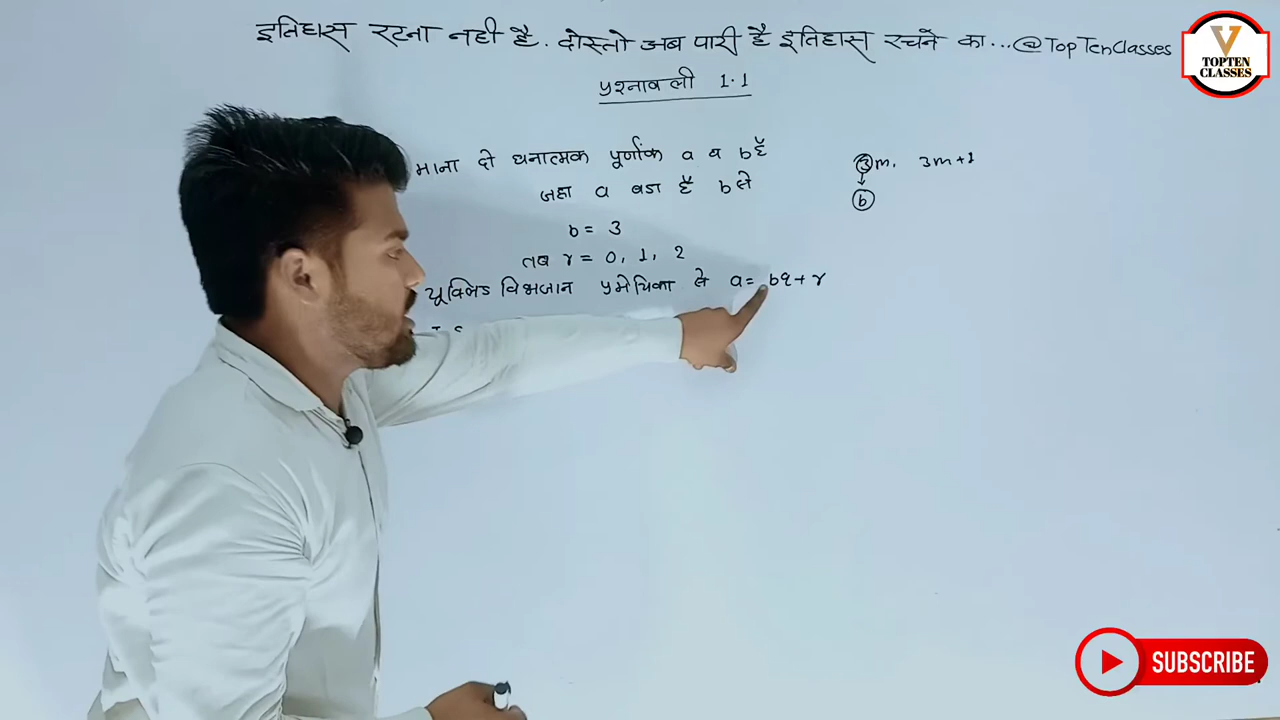 इतिहास रटना नही है. दोस्तो अब पारी है इतिहास रचने का...@TopTenClasses
V
TOPTEN
CLASSES
प्रश्नावली 1.1
माना दो धनात्मक पूर्णांक a व b हैं
जहा a बडा हैं b से
b = 3
तब r = 0, 1, 2
यूक्लिड विभाजान प्रमेयिका से a = bq + r
3m, 3m+1
b
SUBSCRIBE